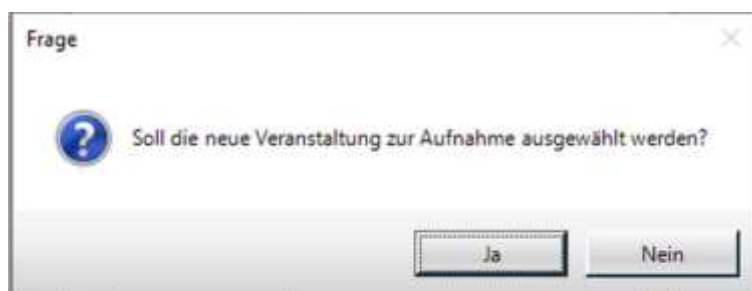 Frage
Soll die neue Veranstaltung zur Aufnahme ausgewählt werden?
Ja
Nein